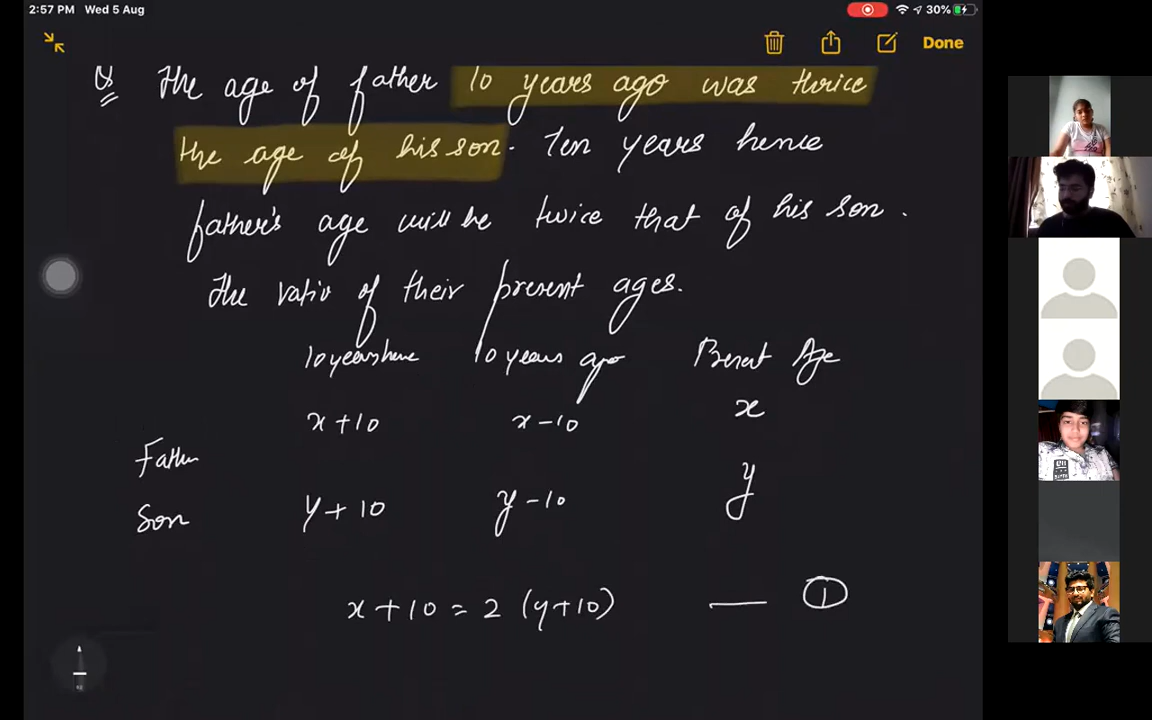 2:57 PM Wed 5 Aug
30%
Done
Q The age of father 10 years ago was thrice
the age of his son. Ten years hence
father's age will be twice that of his son.
The ratio of their present ages.
10 years hence 10 years ago Present Age
x+10 x-10 x
Father
Son y+10 y-10 y
x+10=2 (y+10) — ①